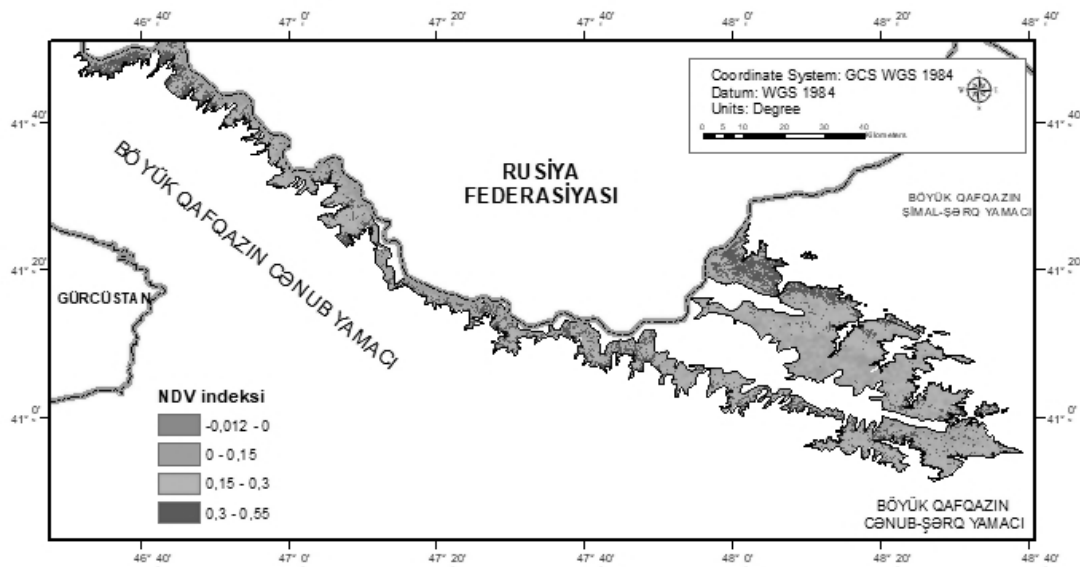 46° 40'
47° 0'
47° 20'
47° 40'
48° 0'
48° 20'
48° 40'
Coordinate System: GCS WGS 1984
Datum: WGS 1984
Units: Degree
0 5 10 20 30 40
Kilometers
41° 40'
41° 40'
BÖYÜK QAFQAZIN CƏNUB YAMACI
RUSİYA
FEDERASİYASI
BÖYÜK QAFQAZIN
ŞİMAL-ŞƏRQ YAMACI
41° 20'
41° 20'
GÜRCÜSTAN
NDV indeksi
-0,012 - 0
0 - 0,15
0,15 - 0,3
0,3 - 0,55
41° 0'
41° 0'
BÖYÜK QAFQAZIN
CƏNUB-ŞƏRQ YAMACI
46° 40'
47° 0'
47° 20'
47° 40'
48° 0'
48° 20'
48° 40'